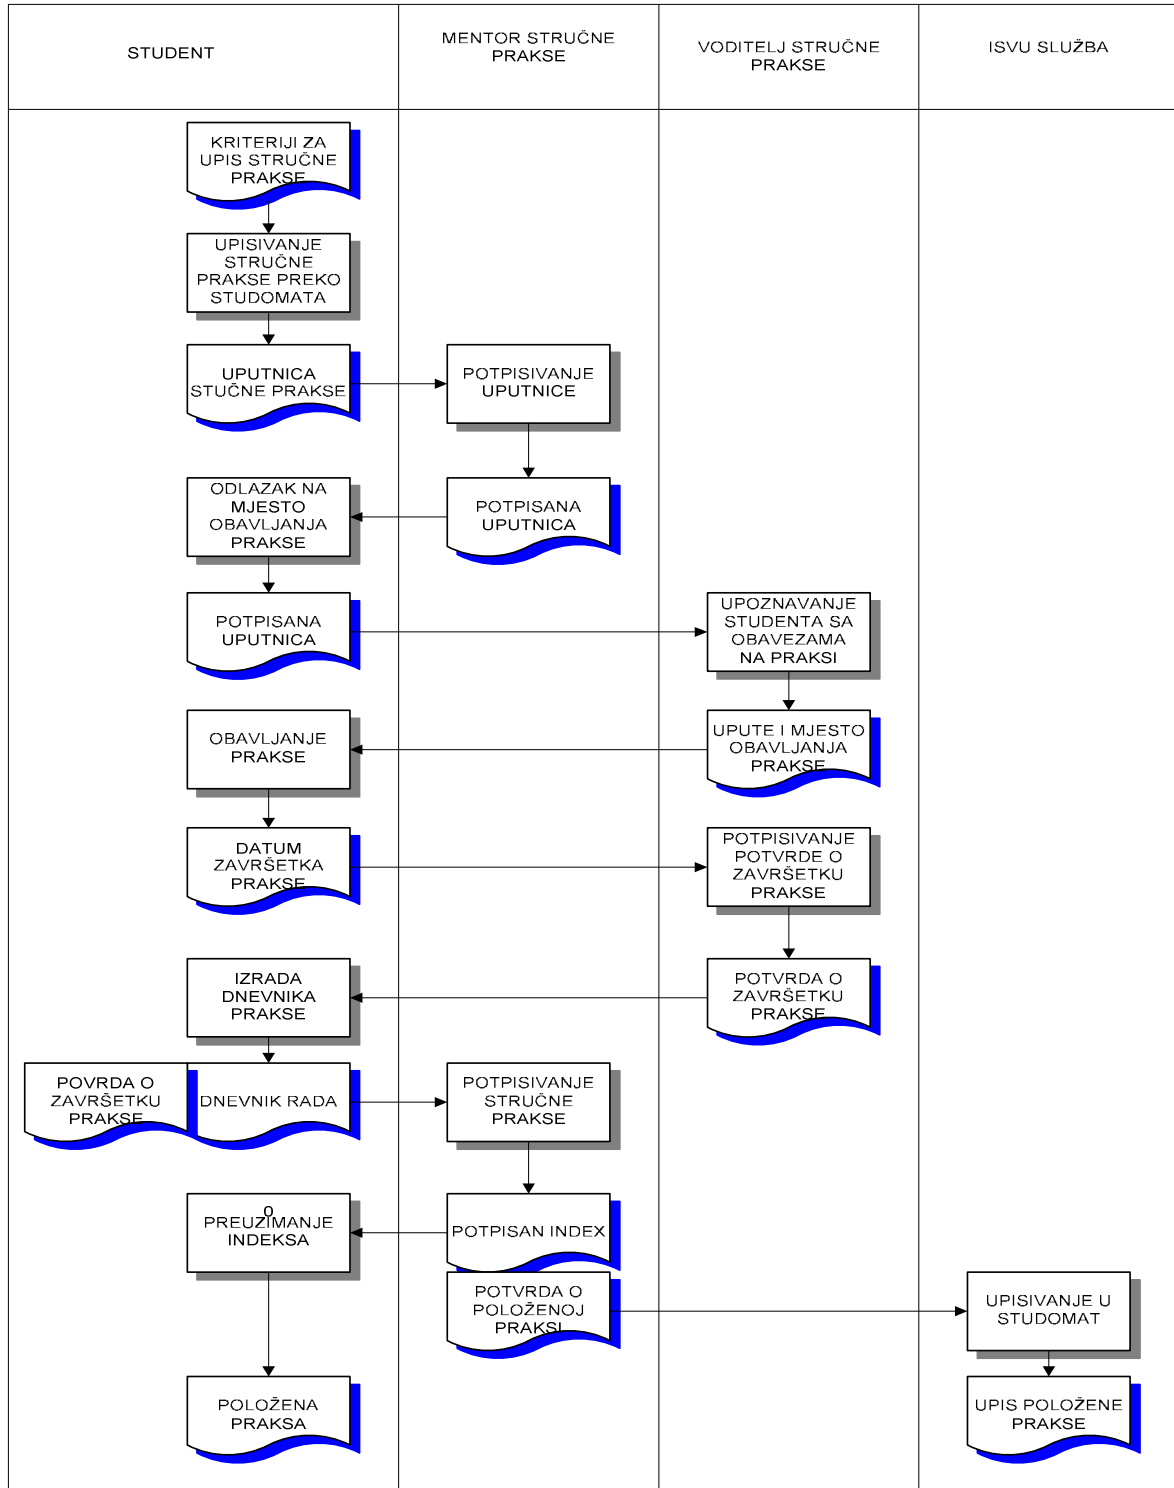 STUDENT
MENTOR STRUČNE
PRAKSE
VODITELJ STRUČNE
PRAKSE
ISVU SLUŽBA
KRITERIJI ZA
UPIS STRUČNE
PRAKSE
UPISIVANJE
STRUČNE
PRAKSE PREKO
STUDOMATA
UPUTNICA
STUČNE PRAKSE
POTPISIVANJE
UPUTNICE
ODLAZAK NA
MJESTO
OBAVLJANJA
PRAKSE
POTPISANA
UPUTNICA
POTPISANA
UPUTNICA
UPOZNAVANJE
STUDENTA SA
OBAVEZAMA
NA PRAKSI
OBAVLJANJE
PRAKSE
UPUTE I MJESTO
OBAVLJANJA
PRAKSE
DATUM
ZAVRŠETKA
PRAKSE
POTPISIVANJE
POTVRDE O
ZAVRŠETKU
PRAKSE
IZRADA
DNEVNIKA
PRAKSE
POTVRDA O
ZAVRŠETKU
PRAKSE
POVRDA O
ZAVRŠETKU
PRAKSE
DNEVNIK RADA
POTPISIVANJE
STRUČNE
PRAKSE
0
PREUZIMANJE
INDEKSA
POTPISAN INDEX
POTVRDA O
POLOŽENOJ
PRAKSI
UPISIVANJE U
STUDOMAT
POLOŽENA
PRAKSA
UPIS POLOŽENE
PRAKSE